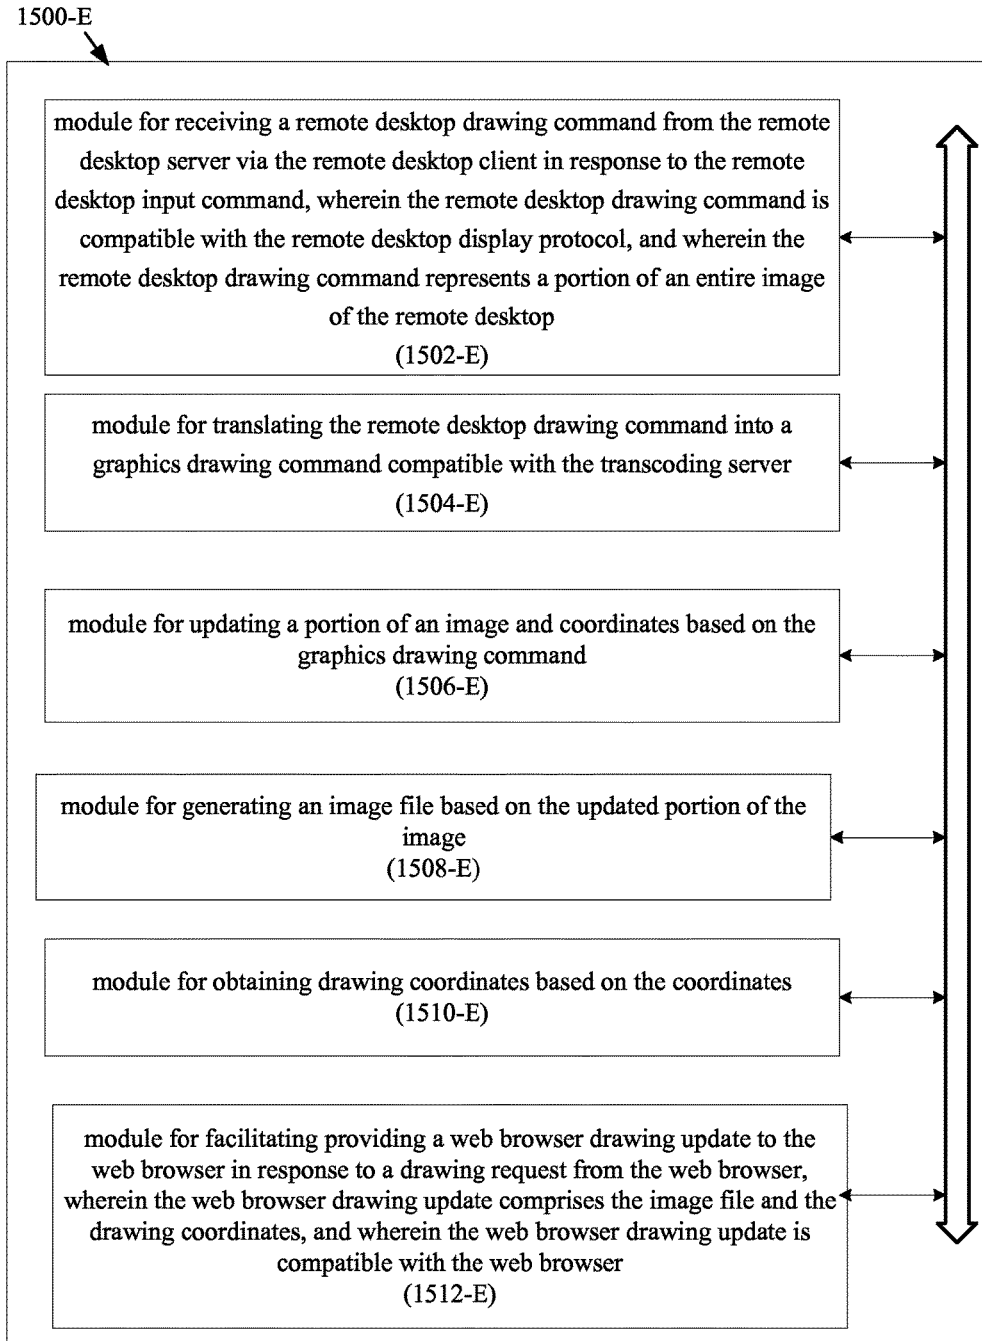 1500-E
module for receiving a remote desktop drawing command from the remote
desktop server via the remote desktop client in response to the remote
desktop input command, wherein the remote desktop drawing command is
compatible with the remote desktop display protocol, and wherein the
remote desktop drawing command represents a portion of an entire image
of the remote desktop
(1502-E)
module for translating the remote desktop drawing command into a
graphics drawing command compatible with the transcoding server
(1504-E)
module for updating a portion of an image and coordinates based on the
graphics drawing command
(1506-E)
module for generating an image file based on the updated portion of the
image
(1508-E)
module for obtaining drawing coordinates based on the coordinates
(1510-E)
module for facilitating providing a web browser drawing update to the
web browser in response to a drawing request from the web browser,
wherein the web browser drawing update comprises the image file and the
drawing coordinates, and wherein the web browser drawing update is
compatible with the web browser
(1512-E)